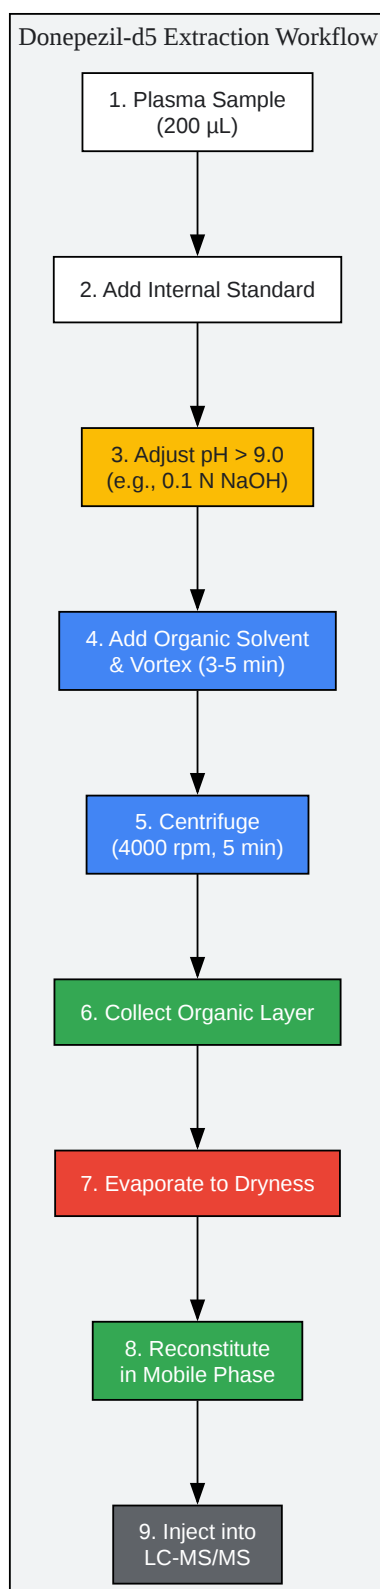 Donepezil-d5 Extraction Workflow
1. Plasma Sample
(200 µL)
2. Add Internal Standard
3. Adjust pH > 9.0
(e.g., 0.1 N NaOH)
4. Add Organic Solvent
& Vortex (3-5 min)
5. Centrifuge
(4000 rpm, 5 min)
6. Collect Organic Layer
7. Evaporate to Dryness
8. Reconstitute
in Mobile Phase
9. Inject into
LC-MS/MS